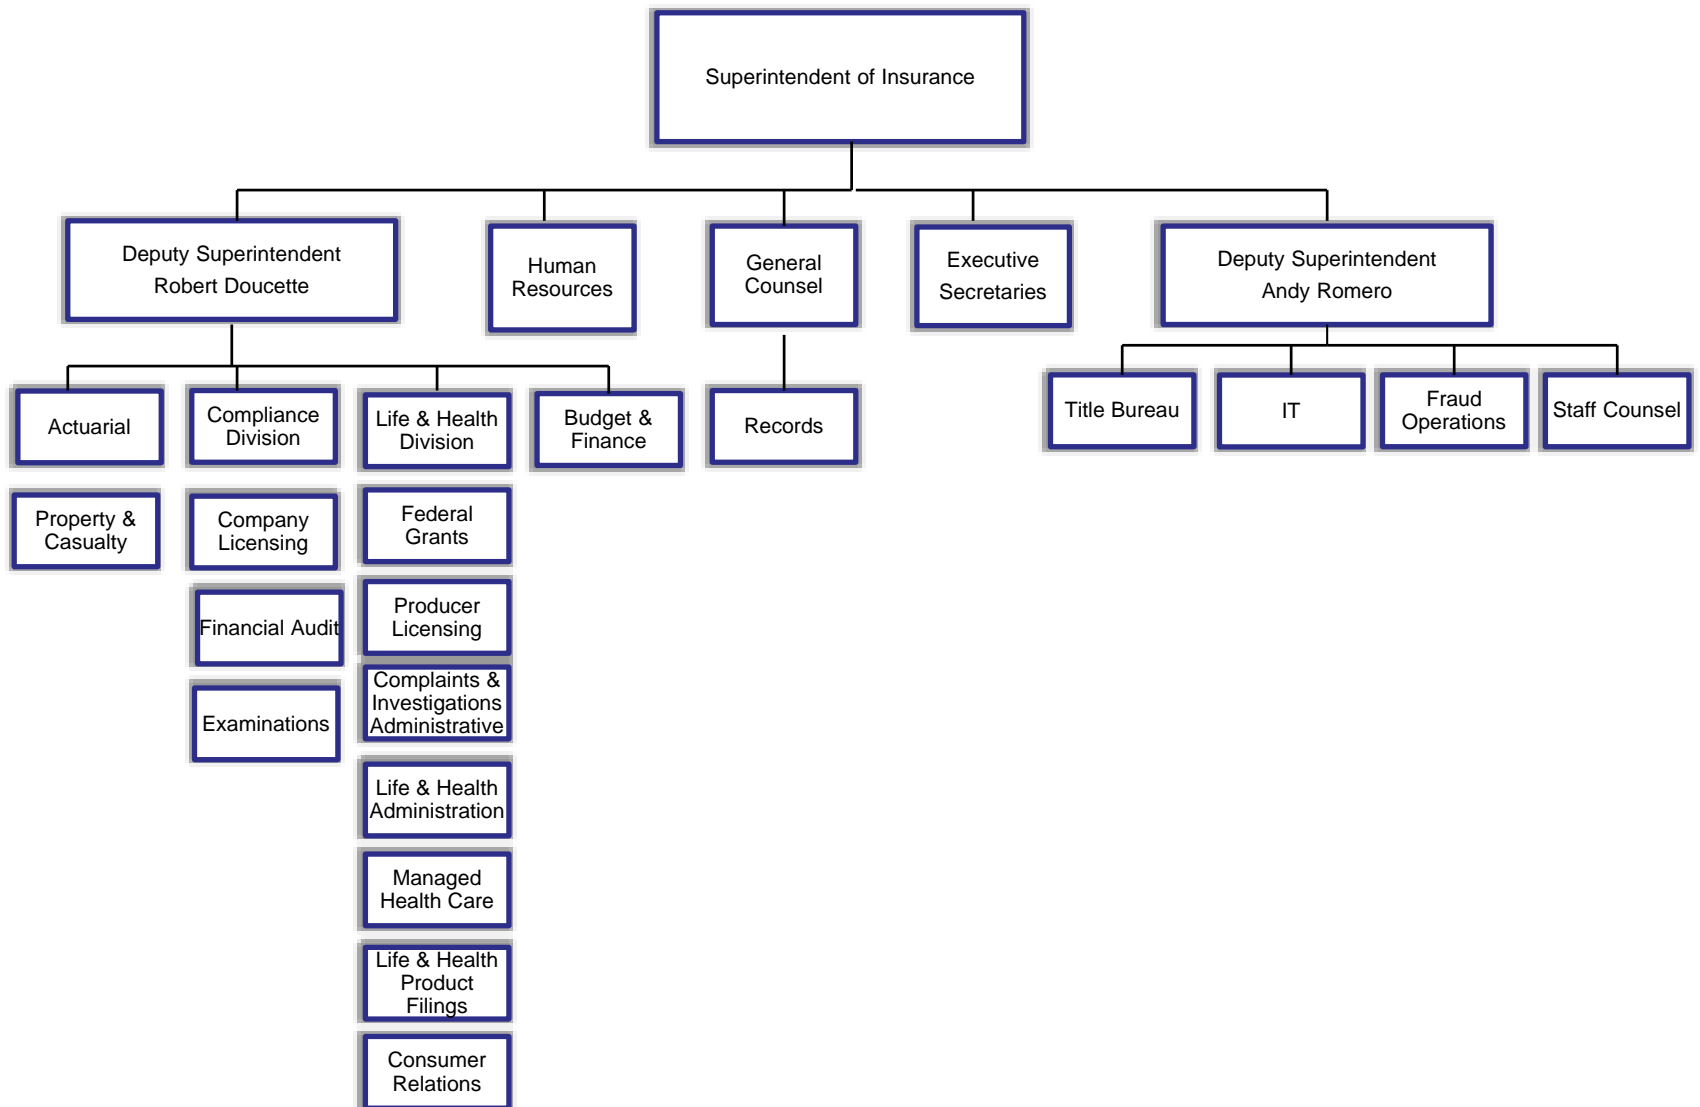 Superintendent of Insurance
Deputy Superintendent
Robert Doucette
Human
Resources
General
Counsel
Executive
Secretaries
Deputy Superintendent
Andy Romero
Actuarial
Compliance
Division
Life & Health
Division
Budget &
Finance
Records
Title Bureau
IT
Fraud
Operations
Staff Counsel
Property &
Casualty
Company
Licensing
Federal
Grants
Financial Audit
Producer
Licensing
Examinations
Complaints &
Investigations
Administrative
Life & Health
Administration
Managed
Health Care
Life & Health
Product
Filings
Consumer
Relations